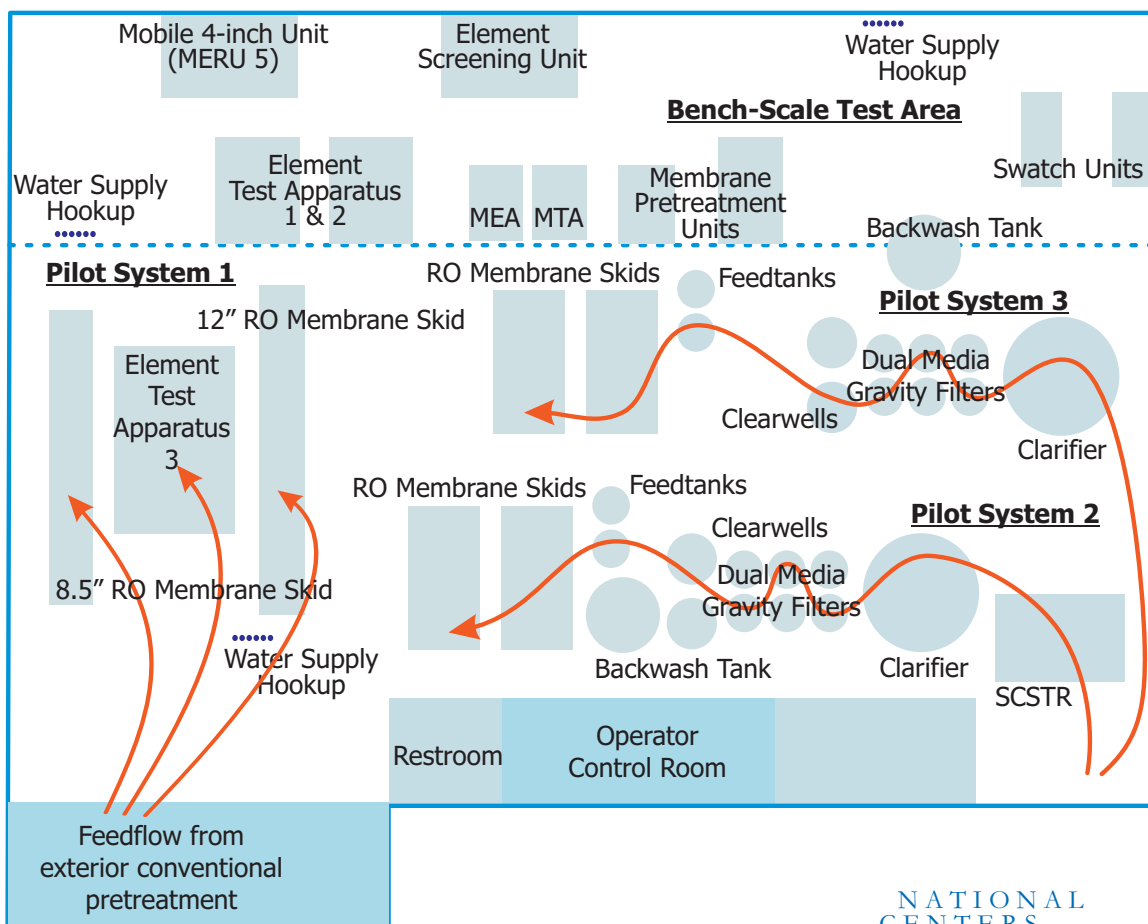 Mobile 4-inch Unit
(MERU 5)
Element
Screening Unit
Water Supply
Hookup
Bench-Scale Test Area
Swatch Units
Water Supply
Hookup
Element
Test Apparatus
1 & 2
MEA
MTA
Membrane
Pretreatment
Units
Backwash Tank
Pilot System 1
12” RO Membrane Skid
Element
Test
Apparatus
3
8.5” RO Membrane Skid
Water Supply
Hookup
RO Membrane Skids
Feedtanks
Pilot System 3
Dual Media
Gravity Filters
Clearwells
Clarifier
RO Membrane Skids
Feedtanks
Clearwells
Pilot System 2
Dual Media
Gravity Filters
Backwash Tank
Clarifier
SCSTR
Restroom
Operator
Control Room
Feedflow from
exterior conventional
pretreatment
NATIONAL
CENTERS